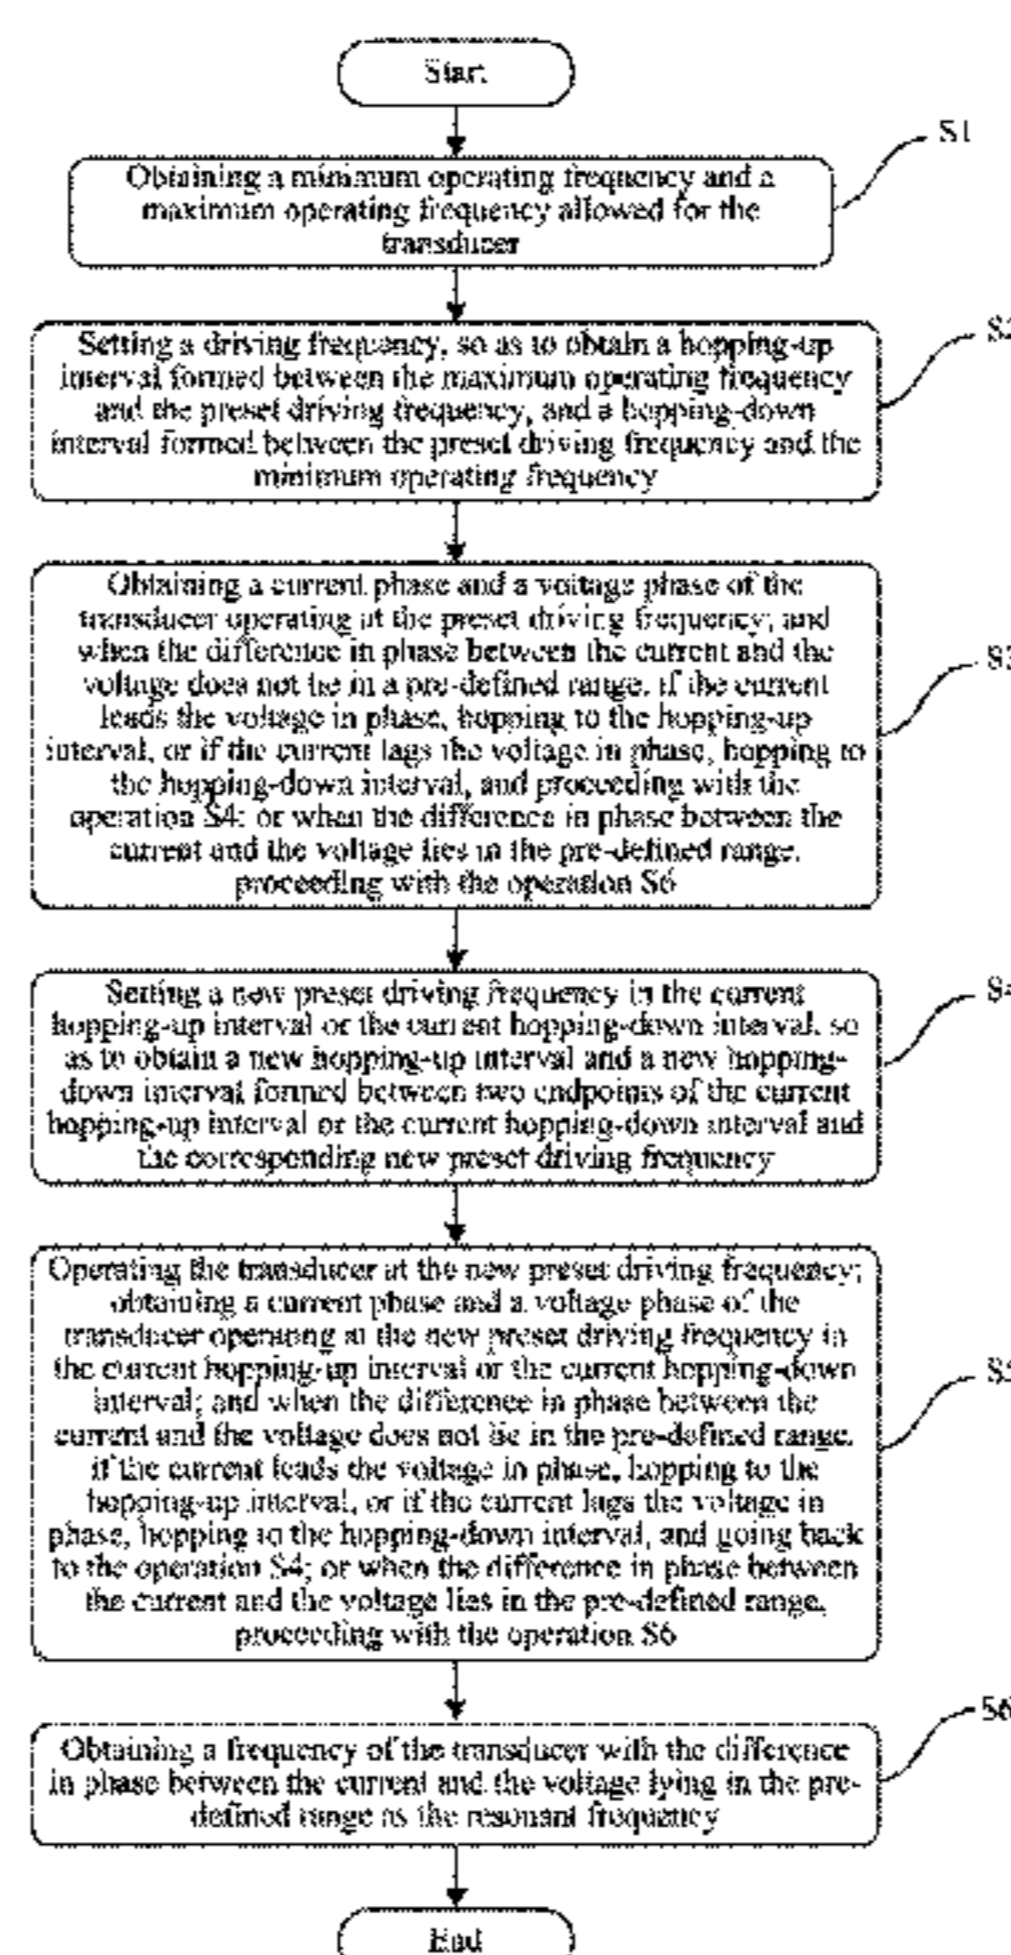 Start
S1
Obtaining a minimum operating frequency and a
maximum operating frequency allowed for the
transducer
S2
Setting a driving frequency, so as to obtain a hopping-up
interval formed between the maximum operating frequency
and the preset driving frequency, and a hopping-down
interval formed between the preset driving frequency and the
minimum operating frequency
S3
Obtaining a current phase and a voltage phase of the
transducer operating at the preset driving frequency; and
when the difference in phase between the current and the
voltage does not lie in a pre-defined range, if the current
leads the voltage in phase, hopping to the hopping-up
interval, or if the current lags the voltage in phase, hopping to
the hopping-down interval, and proceeding with the
operation S4; or when the difference in phase between the
current and the voltage lies in the pre-defined range,
proceeding with the operation S6
S4
Setting a new preset driving frequency in the current
hopping-up interval or the current hopping-down interval, so
as to obtain a new hopping-up interval and a new hopping-
down interval formed between two endpoints of the current
hopping-up interval or the current hopping-down interval and
the corresponding new preset driving frequency
S5
Operating the transducer at the new preset driving frequency;
obtaining a current phase and a voltage phase of the
transducer operating at the new preset driving frequency in
the current hopping-up interval or the current hopping-down
interval; and when the difference in phase between the
current and the voltage does not lie in the pre-defined range,
if the current leads the voltage in phase, hopping to the
hopping-up interval, or if the current lags the voltage in
phase, hopping to the hopping-down interval, and going back
to the operation S4; or when the difference in phase between
the current and the voltage lies in the pre-defined range,
proceeding with the operation S6
S6
Obtaining a frequency of the transducer with the difference
in phase between the current and the voltage lying in the pre-
defined range as the resonant frequency
End